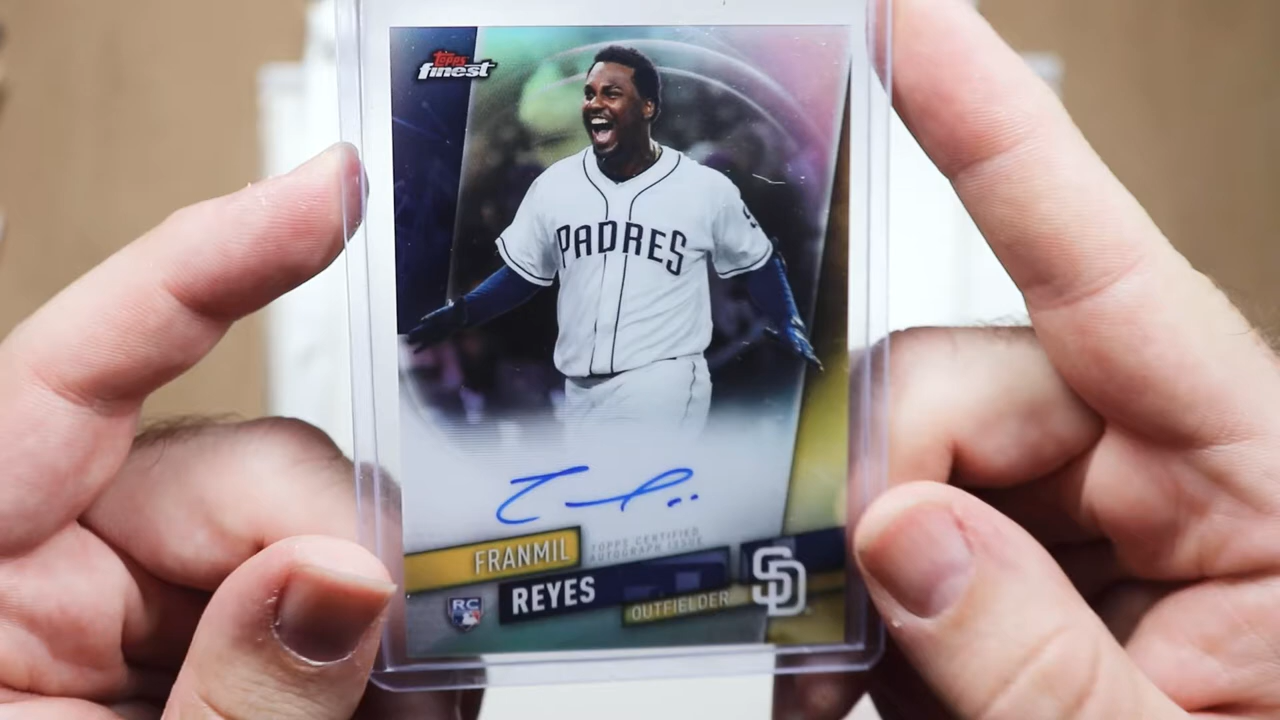 Topps
finest
PADRES
FRANMIL
TOPPS CERTIFIED
AUTOGRAPH ISSUE
REYES
RC
OUTFIELDER
SD